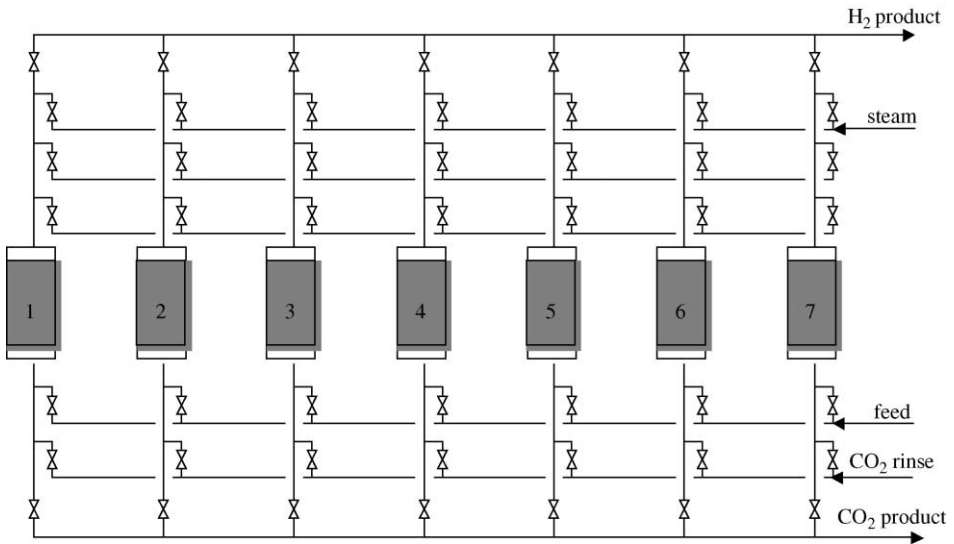 H₂ product
steam
1 2 3 4 5 6 7
feed
CO₂ rinse
CO₂ product